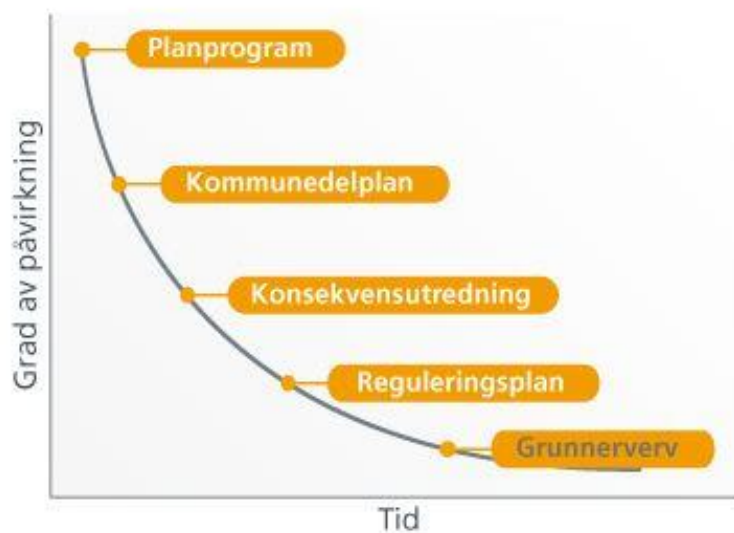 Planprogram
Kommunedelplan
Konsekvensutredning
Reguleringsplan
Grunnerverv
Grad av påvirkning
Tid